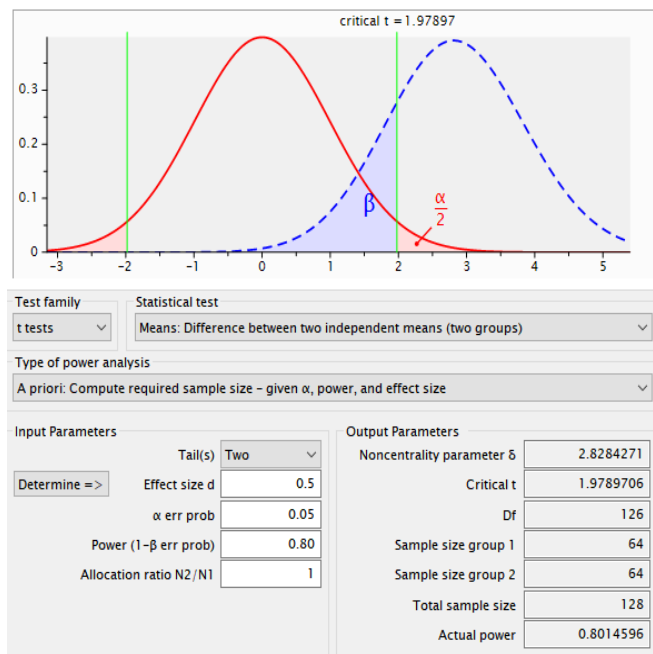 critical t = 1.97897
0.3
0.2
0.1
0
β
α
2
-3 -2 -1 0 1 2 3 4 5
Test family
Statistical test
t tests
Means: Difference between two independent means (two groups)
Type of power analysis
A priori: Compute required sample size - given α, power, and effect size
Input Parameters
Tail(s) Two
Determine => Effect size d 0.5
α err prob 0.05
Power (1-β err prob) 0.80
Allocation ratio N2/N1 1
Output Parameters
Noncentrality parameter δ 2.8284271
Critical t 1.9789706
Df 126
Sample size group 1 64
Sample size group 2 64
Total sample size 128
Actual power 0.8014596